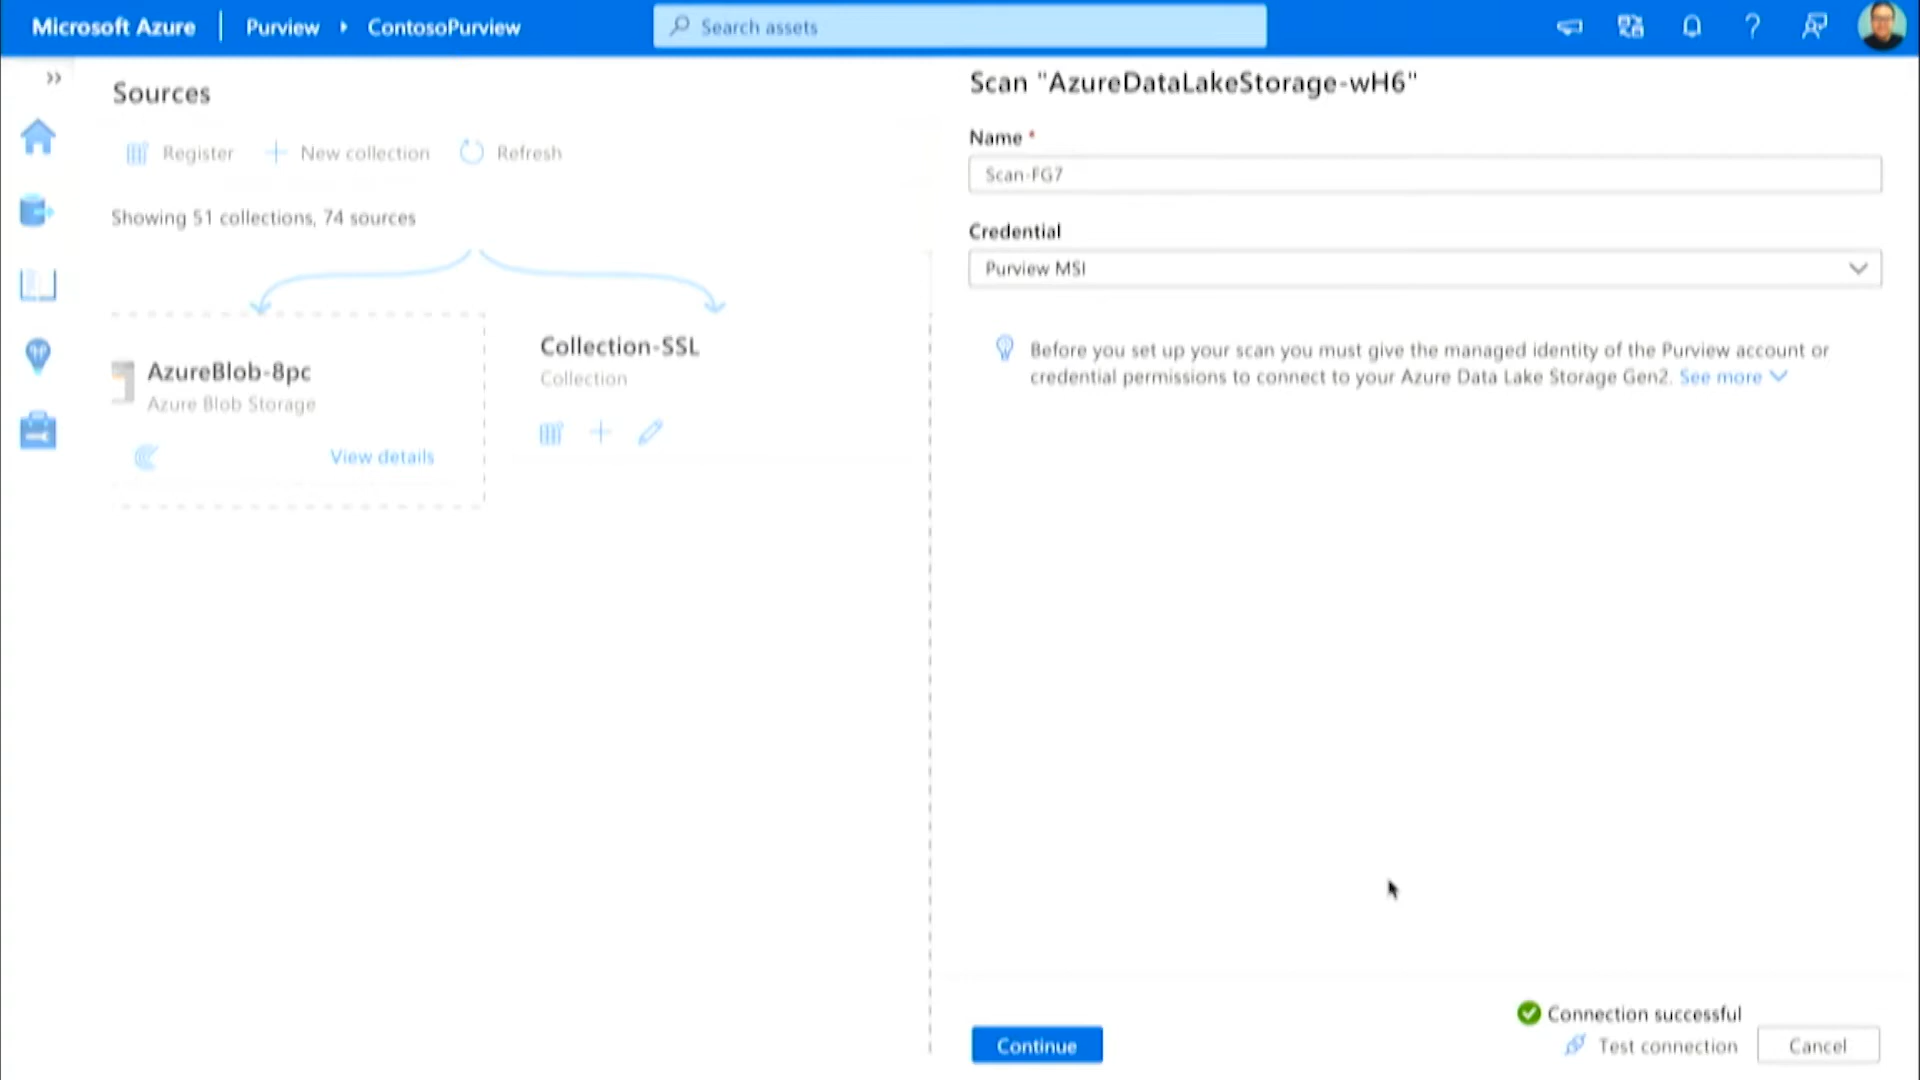 Microsoft Azure
Purview
ContosoPurview
Search assets
?
Sources
Register
New collection
Refresh
Showing 51 collections, 74 sources
AzureBlob-8pc
Azure Blob Storage
View details
Collection-SSL
Collection
Scan "AzureDataLakeStorage-wH6"
Name *
Scan-FG7
Credential
Purview MSI
Before you set up your scan you must give the managed identity of the Purview account or
credential permissions to connect to your Azure Data Lake Storage Gen2. See more
Connection successful
Continue
Test connection
Cancel